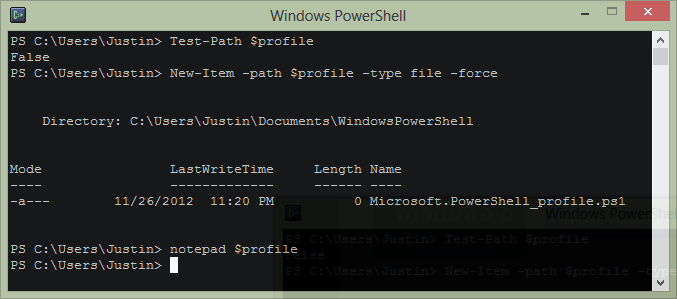 Windows PowerShell
PS C:\Users\Justin> Test-Path $profile
False
PS C:\Users\Justin> New-Item -path $profile -type file -force
Directory: C:\Users\Justin\Documents\WindowsPowerShell
Mode LastWriteTime Length Name
---- ------------- ------ ----
-a--- 11/26/2012 11:20 PM 0 Microsoft.PowerShell_profile.ps1
Windows PowerShell
PS C:\Users\Justin> notepad $profile
PS C:\Users\Justin> Test-Path $profile
PS C:\Users\Justin>
False
PS C:\Users\Justin> New-Item -path $profile -type